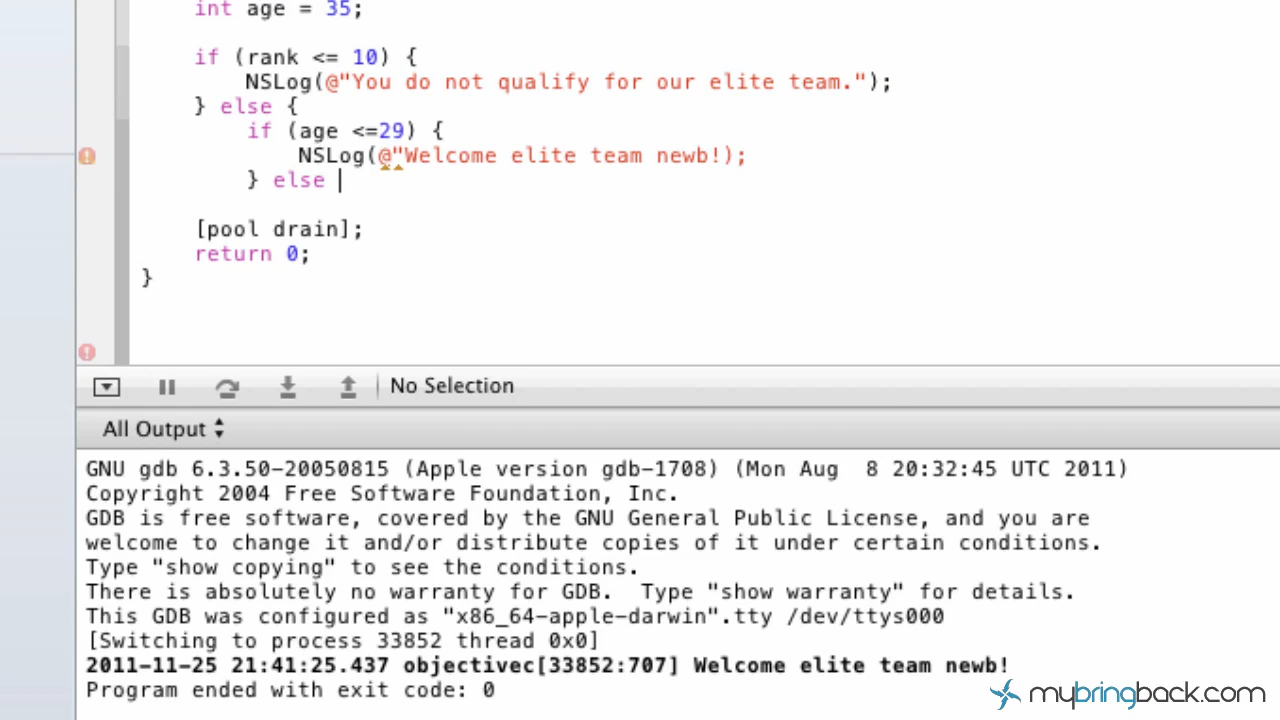 int age = 35;
if (rank <= 10) {
NSLog(@"You do not qualify for our elite team.");
} else {
if (age <=29) {
NSLog(@"Welcome elite team newb!);
} else
[pool drain];
return 0;
}
No Selection
All Output
GNU gdb 6.3.50-20050815 (Apple version gdb-1708) (Mon Aug  8 20:32:45 UTC 2011)
Copyright 2004 Free Software Foundation, Inc.
GDB is free software, covered by the GNU General Public License, and you are
welcome to change it and/or distribute copies of it under certain conditions.
Type "show copying" to see the conditions.
There is absolutely no warranty for GDB.  Type "show warranty" for details.
This GDB was configured as "x86_64-apple-darwin".tty /dev/ttys000
[Switching to process 33852 thread 0x0]
2011-11-25 21:41:25.437 objectivec[33852:707] Welcome elite team newb!
Program ended with exit code: 0
mybringback.com